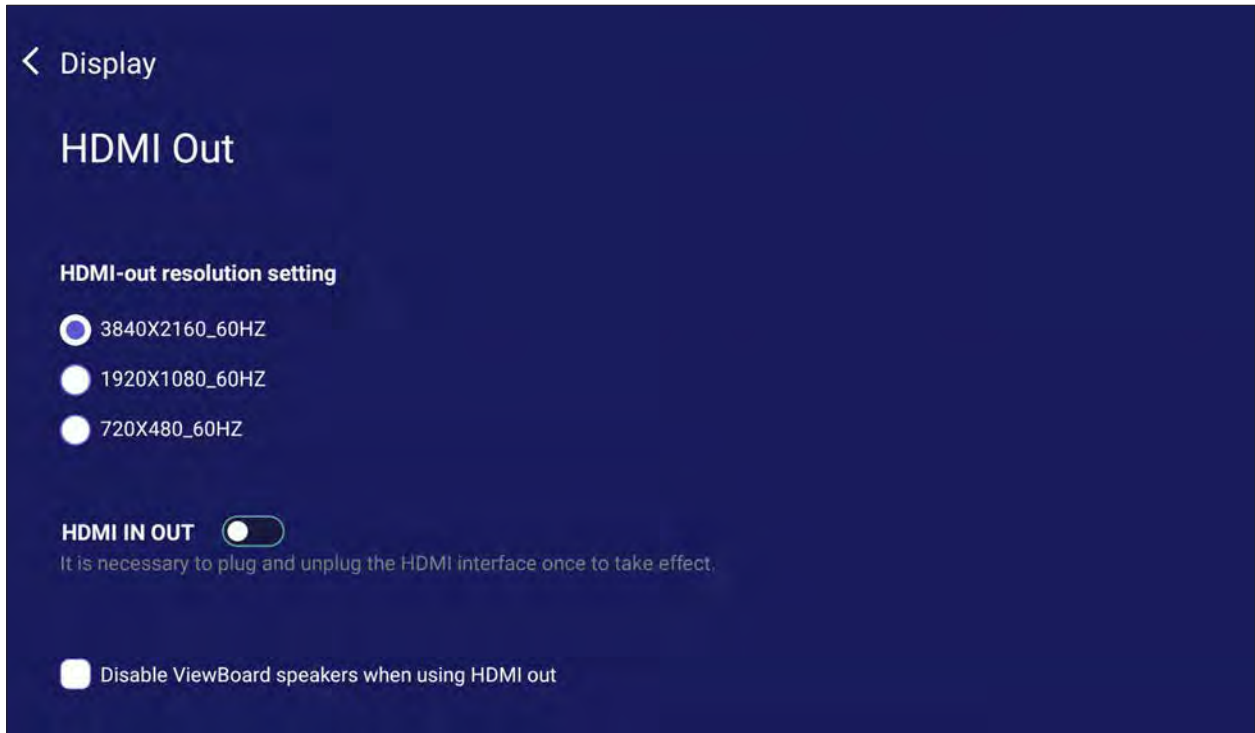 Display
HDMI Out
HDMI-out resolution setting
3840X2160_60HZ
1920X1080_60HZ
720X480_60HZ
HDMI IN OUT
It is necessary to plug and unplug the HDMI interface once to take effect.
Disable ViewBoard speakers when using HDMI out